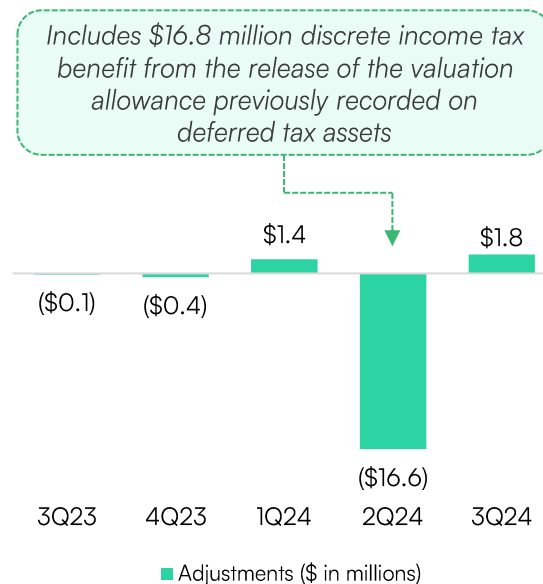 Includes $16.8 million discrete income tax
benefit from the release of the valuation
allowance previously recorded on
deferred tax assets
$1.4
$1.8
($0.1)
($0.4)
($16.6)
3Q23 4Q23 1Q24 2Q24 3Q24
Adjustments ($ in millions)